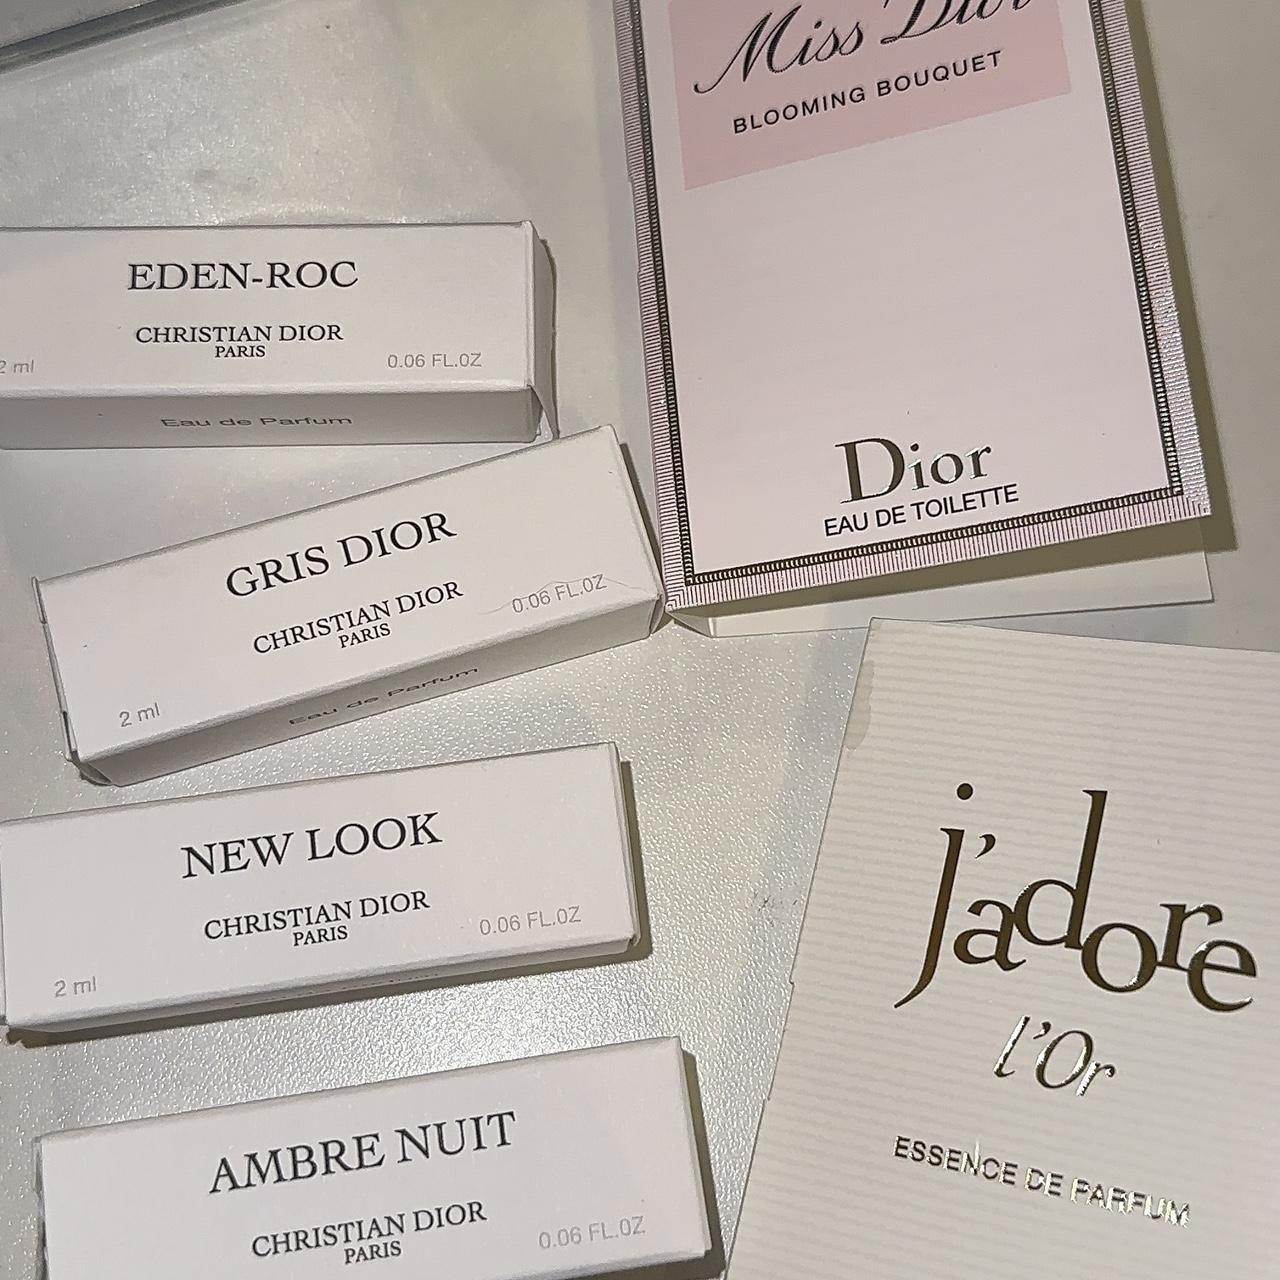 Miss Dior
BLOOMING BOUQUET
Dior
EAU DE TOILETTE
EDEN-ROC
CHRISTIAN DIOR
PARIS
2 ml
0.06 FL.OZ
Eau de Parfum
GRIS DIOR
CHRISTIAN DIOR
PARIS
0.06 FL.OZ
2 ml
Eau de Parfum
NEW LOOK
CHRISTIAN DIOR
PARIS
0.06 FL.OZ
2 ml
AMBRE NUIT
CHRISTIAN DIOR
PARIS
0.06 FL.OZ
j'adore
l'Or
ESSENCE DE PARFUM